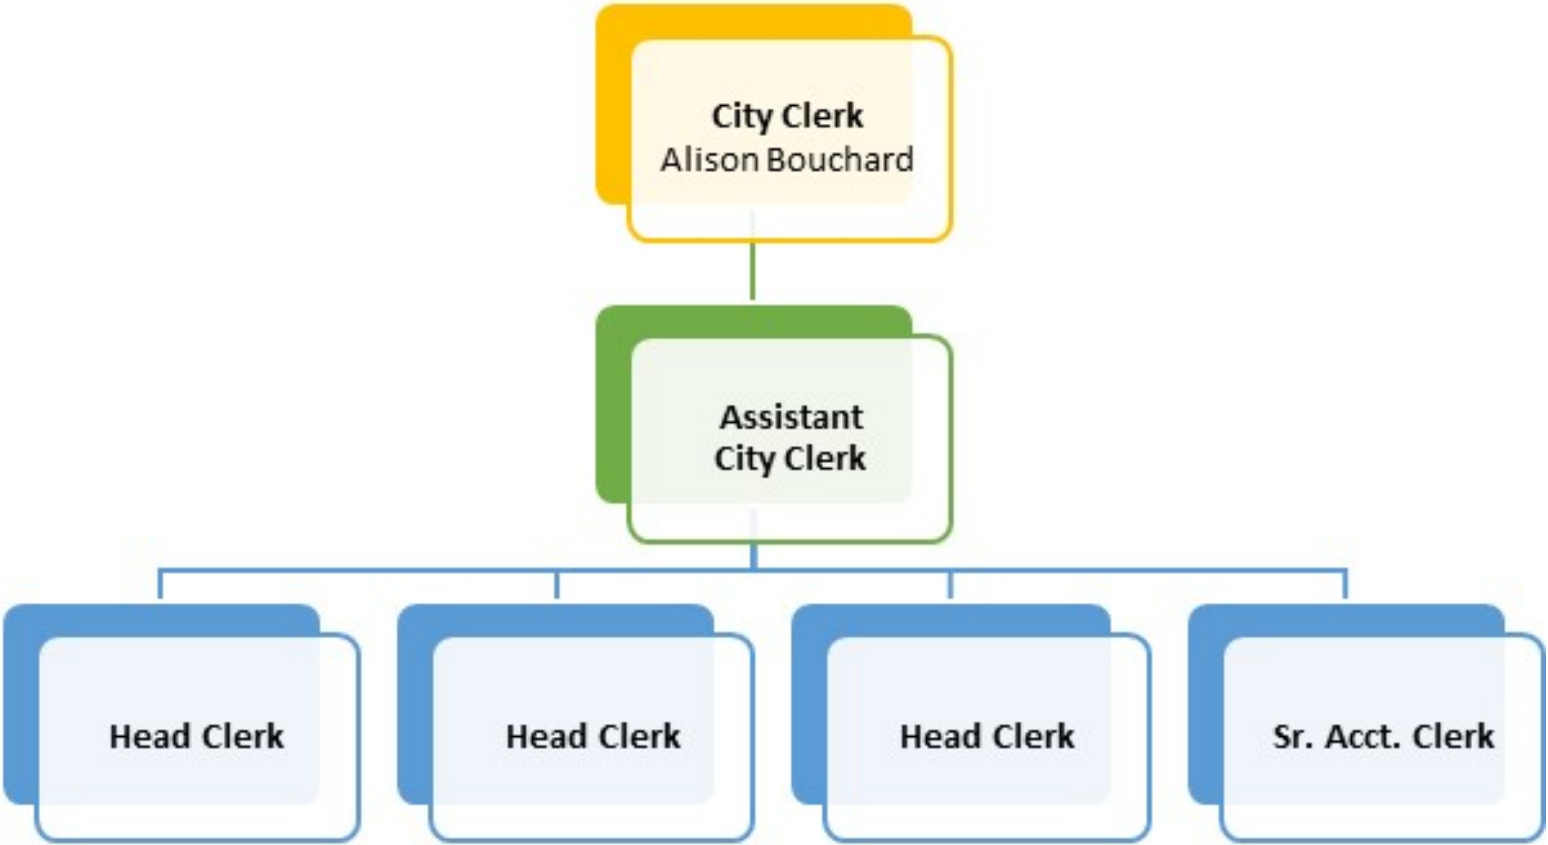 City Clerk
Alison Bouchard
Assistant
City Clerk
Head Clerk
Head Clerk
Head Clerk
Sr. Acct. Clerk